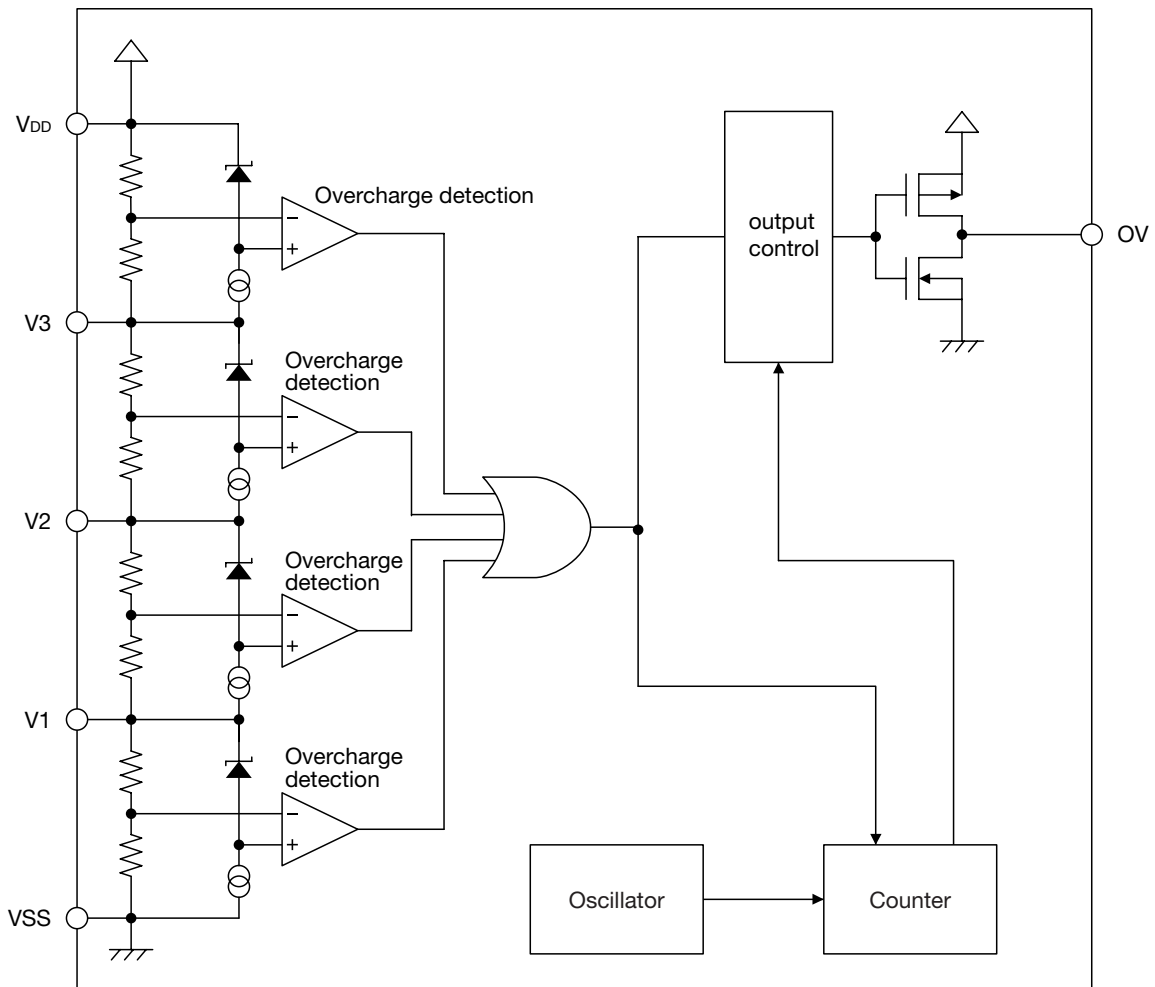 VDD
Overcharge detection
output
control
OV
V3
Overcharge
detection
V2
Overcharge
detection
V1
Overcharge
detection
VSS
Oscillator
Counter
−
+
−
+
−
+
−
+